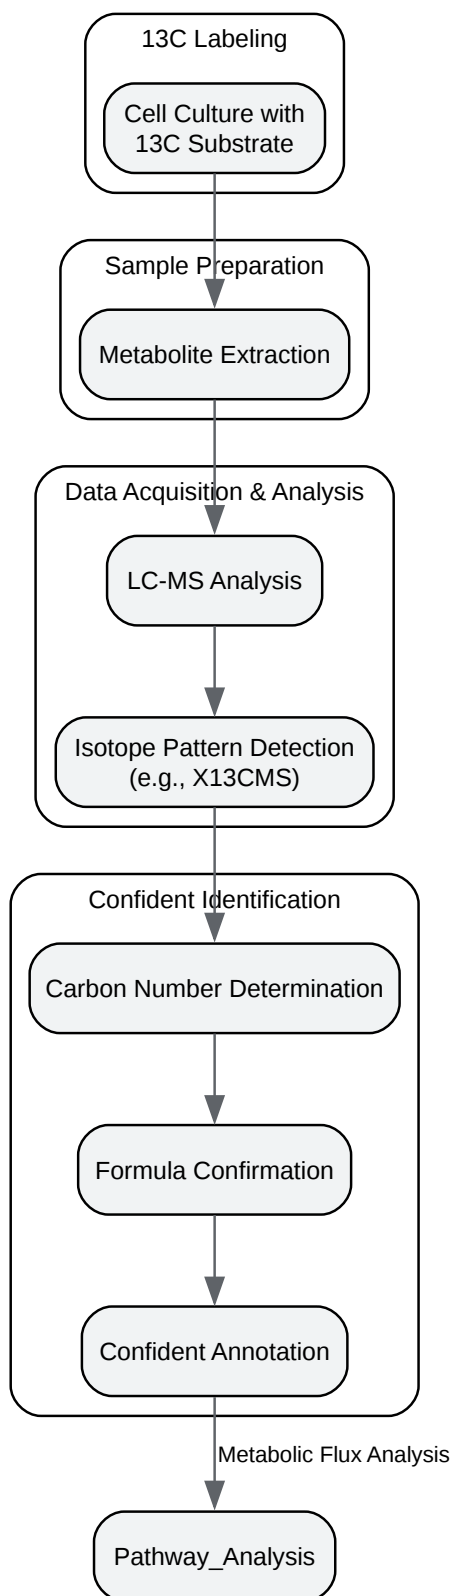 13C Labeling
Cell Culture with
13C Substrate
Sample Preparation
Metabolite Extraction
Data Acquisition & Analysis
LC-MS Analysis
Isotope Pattern Detection
(e.g., X13CMS)
Confident Identification
Carbon Number Determination
Formula Confirmation
Confident Annotation
Metabolic Flux Analysis
Pathway_Analysis